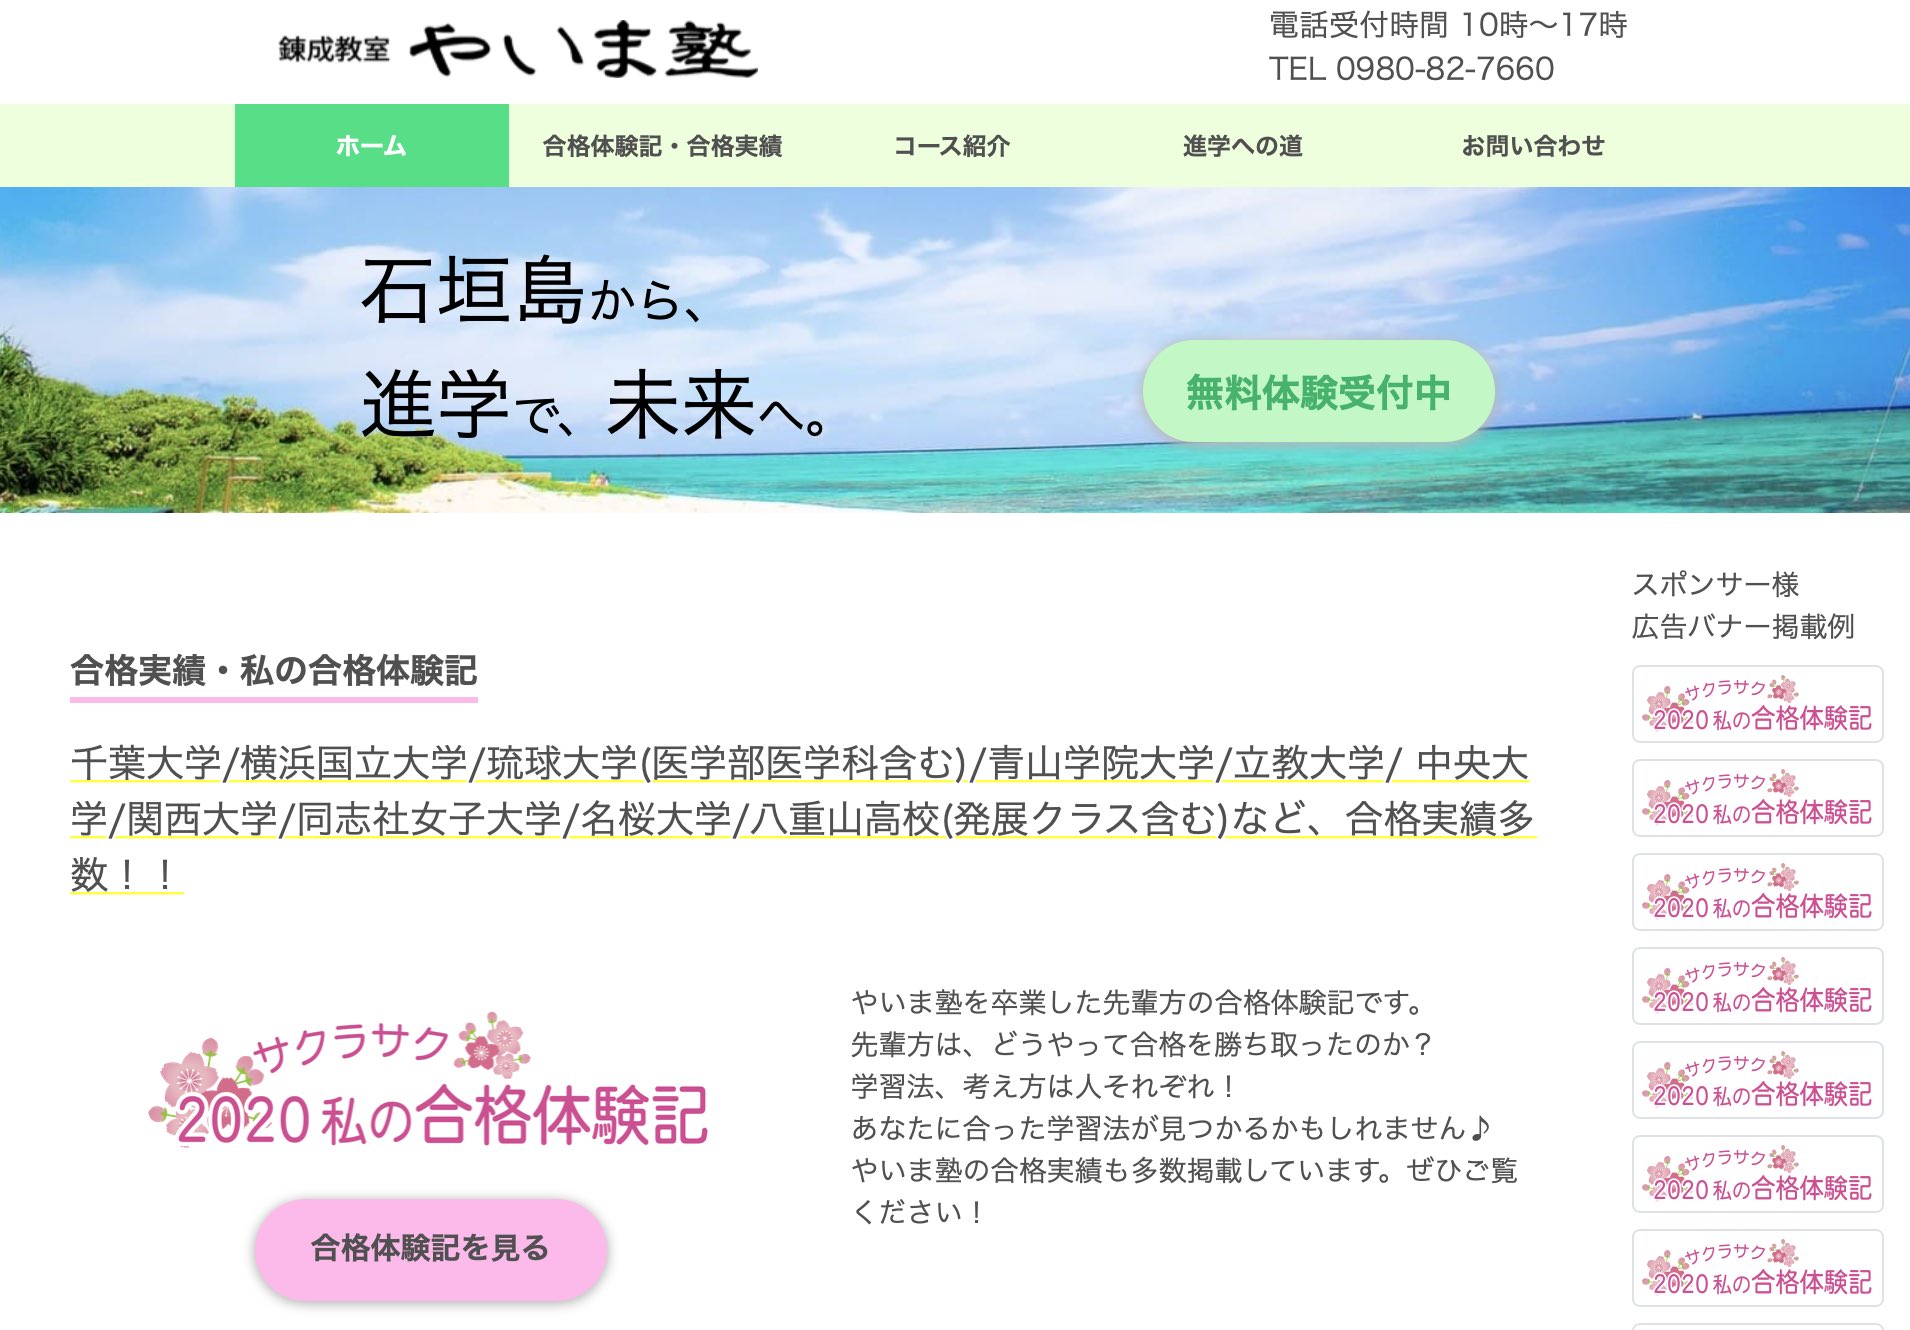 錬成教室 やいま塾
電話受付時間 10時〜17時
TEL 0980-82-7660
ホーム
合格体験記・合格実績
コース紹介
進学への道
お問い合わせ
石垣島から、
進学で、未来へ。
無料体験受付中
合格実績・私の合格体験記
千葉大学/横浜国立大学/琉球大学(医学部医学科含む)/青山学院大学/立教大学/ 中央大
学/関西大学/同志社女子大学/名桜大学/八重山高校(発展クラス含む)など、合格実績多
数！！
サクラサク
2020 私の合格体験記
合格体験記を見る
やいま塾を卒業した先輩方の合格体験記です。
先輩方は、どうやって合格を勝ち取ったのか？
学習法、考え方は人それぞれ！
あなたに合った学習法が見つかるかもしれません♪
やいま塾の合格実績も多数掲載しています。ぜひご覧
ください！
スポンサー様
広告バナー掲載例
サクラサク
2020 私の合格体験記
サクラサク
2020 私の合格体験記
サクラサク
2020 私の合格体験記
サクラサク
2020 私の合格体験記
サクラサク
2020 私の合格体験記
サクラサク
2020 私の合格体験記
サクラサク
2020 私の合格体験記